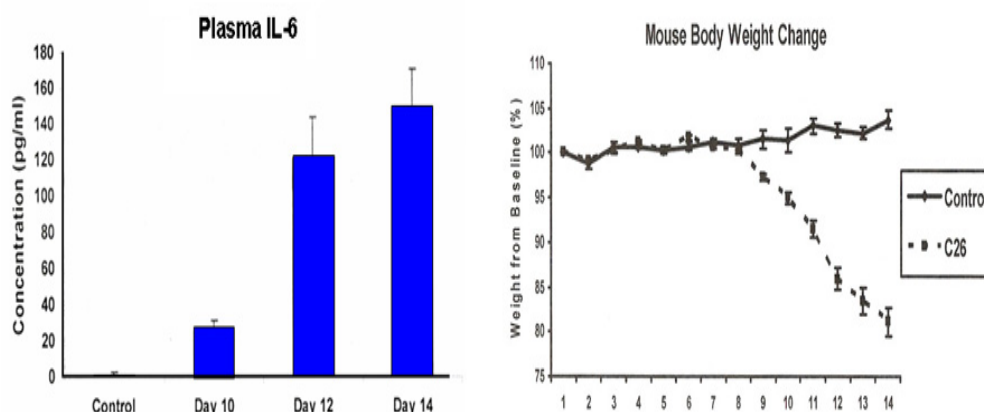 Plasma IL-6
Concentration (pg/ml)
180
160
140
120
100
80
60
40
20
0
Control Day 10 Day 12 Day 14
Mouse Body Weight Change
Weight from Baseline (%)
110
105
100
95
90
85
80
75
1 2 3 4 5 6 7 8 9 10 11 12 13 14
Contro
C26